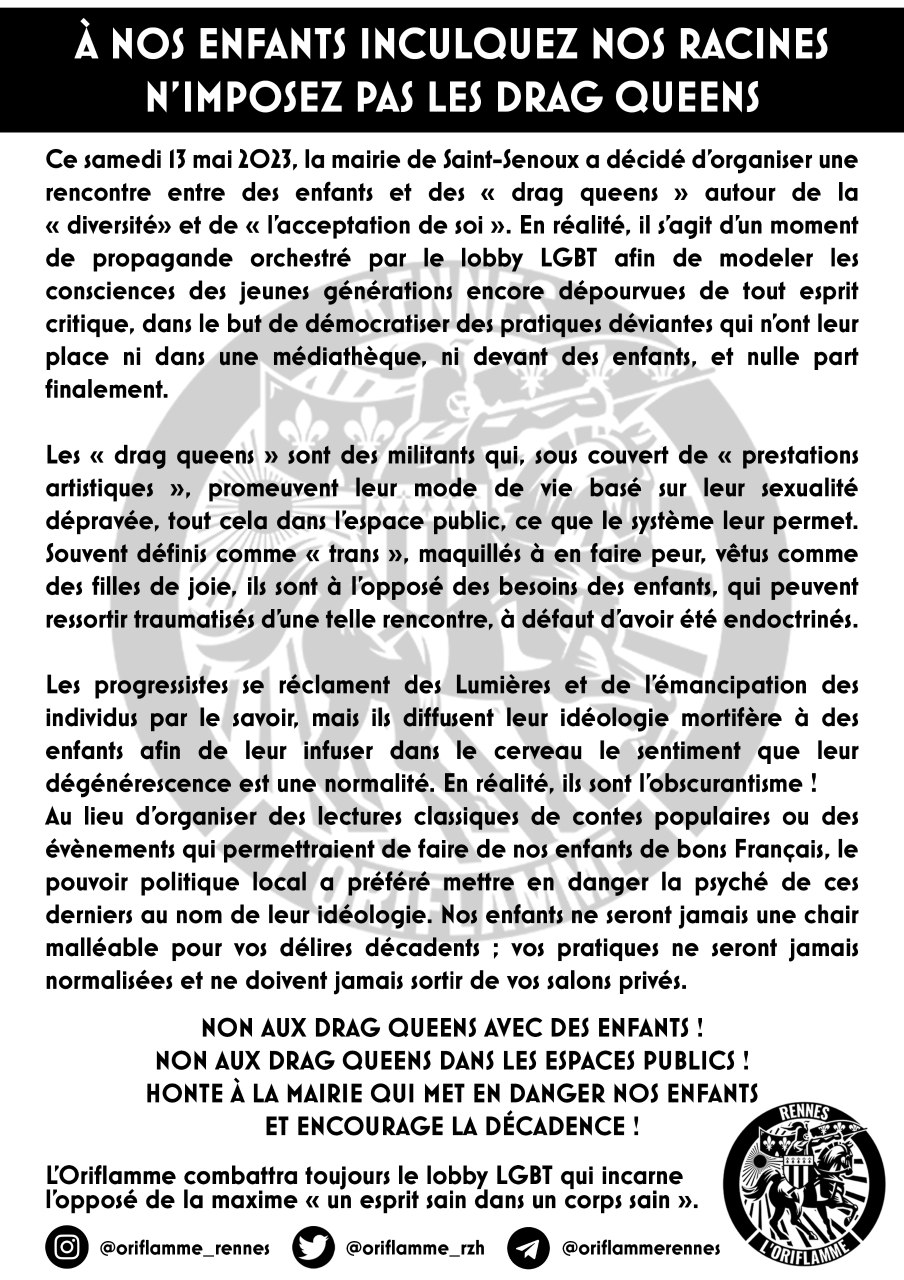 À NOS ENFANTS INCULQUEZ NOS RACINES
N'IMPOSEZ PAS LES DRAG QUEENS
Ce samedi 13 mai 2023, la mairie de Saint-Senoux a décidé d'organiser une
rencontre entre des enfants et des « drag queens » autour de la
« diversité» et de « l'acceptation de soi ». En réalité, il s'agit d'un moment
de propagande orchestré par le lobby LGBT afin de modeler les
consciences des jeunes générations encore dépourvues de tout esprit
critique, dans le but de démocratiser des pratiques déviantes qui n'ont leur
place ni dans une médiathèque, ni devant des enfants, et nulle part
finalement.
Les « drag queens » sont des militants qui, sous couvert de « prestations
artistiques », promeuvent leur mode de vie basé sur leur sexualité
dépravée, tout cela dans l'espace public, ce que le système leur permet.
Souvent définis comme « trans », maquillés à en faire peur, vêtus comme
des filles de joie, ils sont à l'opposé des besoins des enfants, qui peuvent
ressortir traumatisés d'une telle rencontre, à défaut d'avoir été endoctrinés.
Les progressistes se réclament des Lumières et de l'émancipation des
individus par le savoir, mais ils diffusent leur idéologie mortifère à des
enfants afin de leur infuser dans le cerveau le sentiment que leur
dégénérescence est une normalité. En réalité, ils sont l'obscurantisme !
Au lieu d'organiser des lectures classiques de contes populaires ou des
évènements qui permettraient de faire de nos enfants de bons Français, le
pouvoir politique local a préféré mettre en danger la psyché de ces
derniers au nom de leur idéologie. Nos enfants ne seront jamais une chair
malléable pour vos délires décadents ; vos pratiques ne seront jamais
normalisées et ne doivent jamais sortir de vos salons privés.
NON AUX DRAG QUEENS AVEC DES ENFANTS !
NON AUX DRAG QUEENS DANS LES ESPACES PUBLICS !
HONTE À LA MAIRIE QUI MET EN DANGER NOS ENFANTS
ET ENCOURAGE LA DÉCADENCE !
L'Oriflamme combattra toujours le lobby LGBT qui incarne
l'opposé de la maxime « un esprit sain dans un corps sain ».
@oriflamme_rennes @oriflamme_rzh @oriflammerennes
RENNES
L'ORIFLAMME
RENNES
L'ORIFLAMME